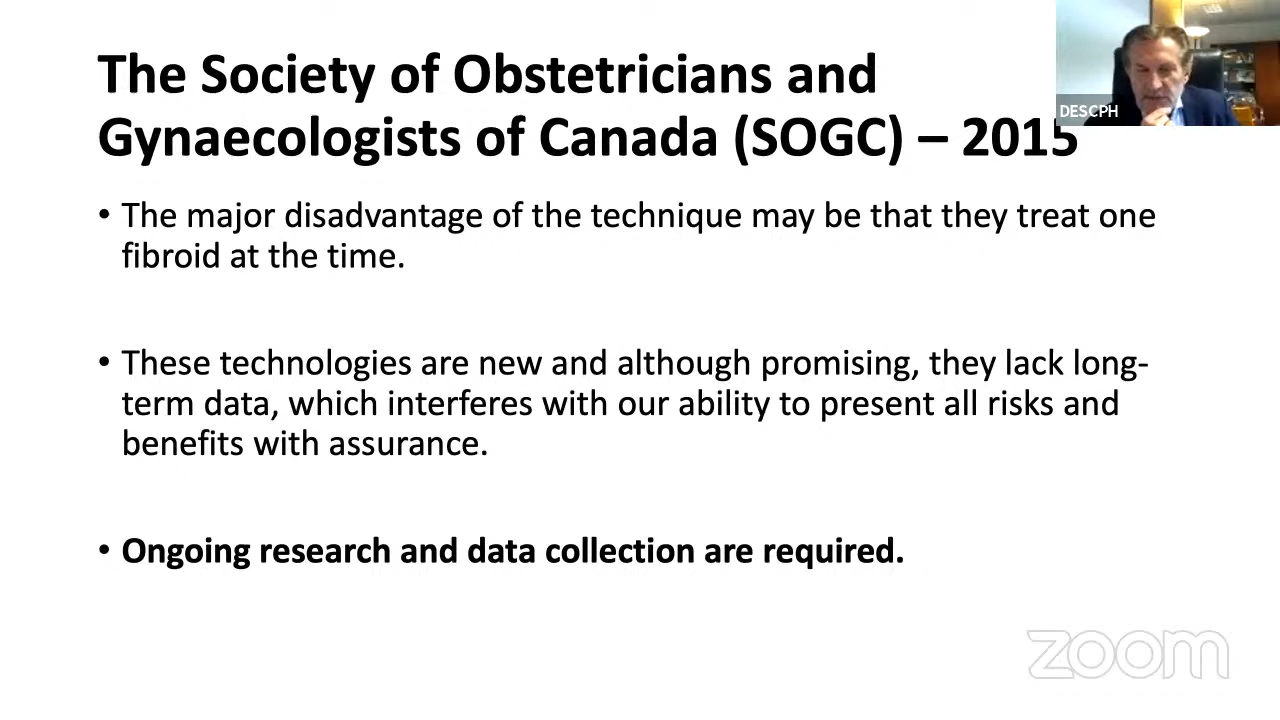 The Society of Obstetricians and
Gynaecologists of Canada (SOGC) – 2015
DESCPH
• The major disadvantage of the technique may be that they treat one
fibroid at the time.
• These technologies are new and although promising, they lack long-
term data, which interferes with our ability to present all risks and
benefits with assurance.
• Ongoing research and data collection are required.
zoom